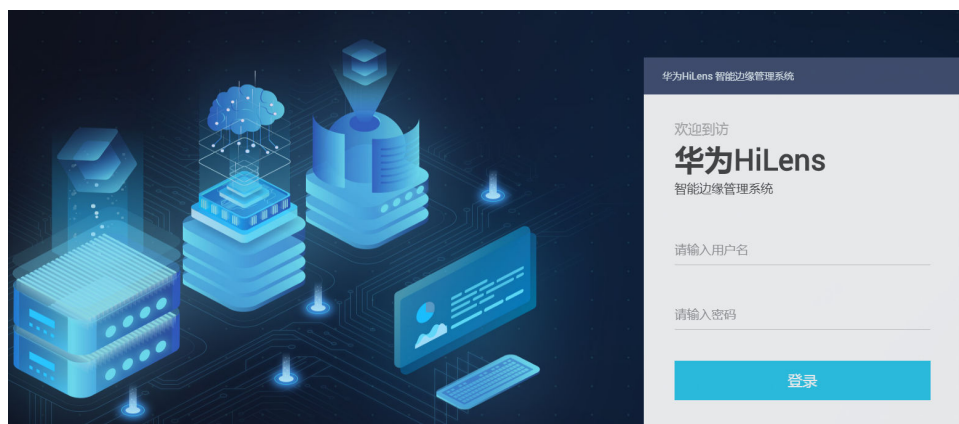 华为HiLens 智能边缘管理系统
欢迎到访
华为HiLens
智能边缘管理系统
请输入用户名
请输入密码
登录